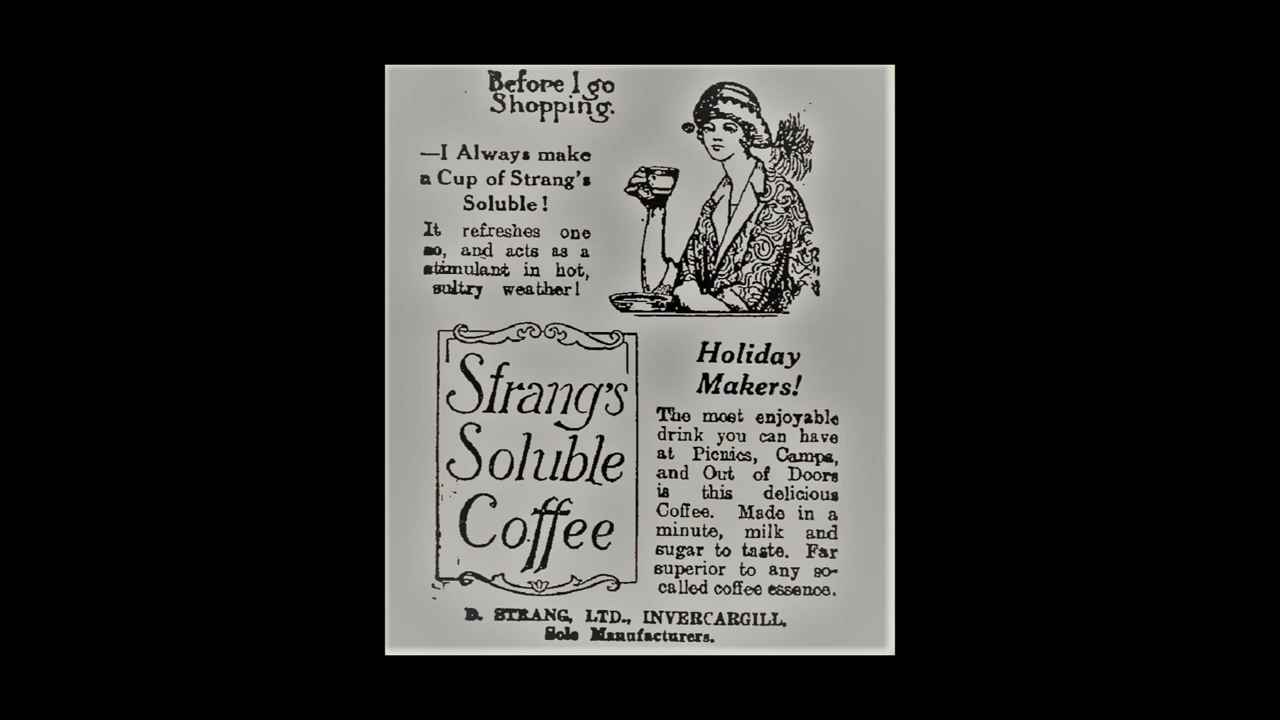 Before I go
Shopping.
—I Always make
a Cup of Strang's
Soluble!
It refreshes one
so, and acts as a
stimulant in hot,
sultry weather!
Strang's
Soluble
Coffee
Holiday
Makers!
The most enjoyable
drink you can have
at Picnics, Camps,
and Out of Doors
is this delicious
Coffee. Made in a
minute, milk and
sugar to taste. Far
superior to any so-
called coffee essence.
D. STRANG, LTD., INVERCARGILL,
Sole Manufacturers.